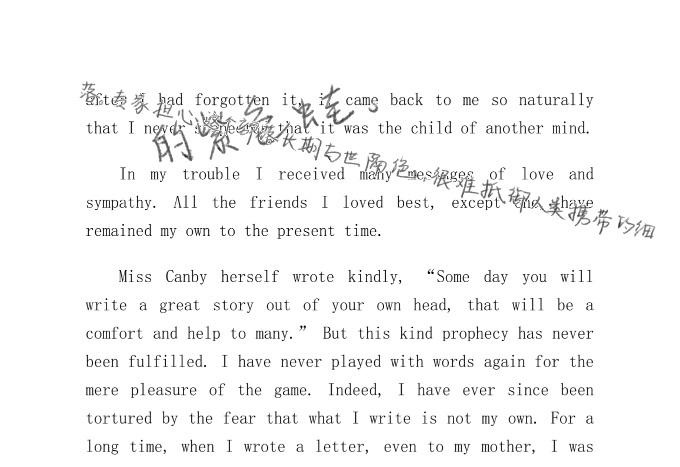 after I had forgotten it, it came back to me so naturally
that I never that it was the child of another mind.
In my trouble I received many messages of love and
sympathy. All the friends I loved best, except one, have
remained my own to the present time.
Miss Canby herself wrote kindly, “Some day you will
write a great story out of your own head, that will be a
comfort and help to many.” But this kind prophecy has never
been fulfilled. I have never played with words again for the
mere pleasure of the game. Indeed, I have ever since been
tortured by the fear that what I write is not my own. For a
long time, when I wrote a letter, even to my mother, I was
落。专家担心
长期与世隔绝，很难抵御人类携带的细
的紧急